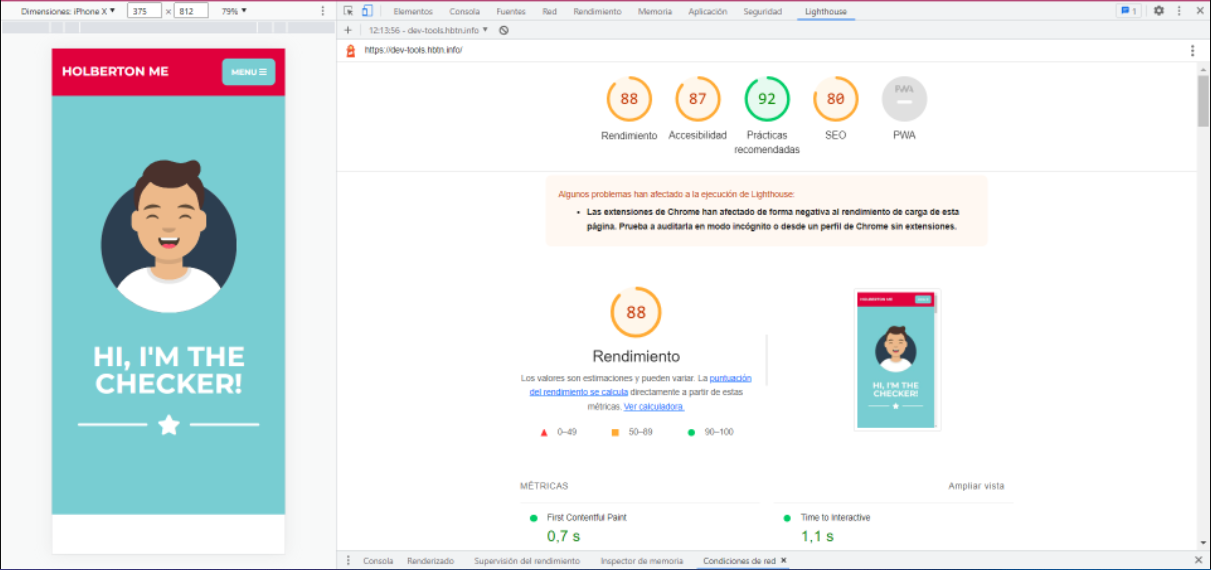 Dimensiones: iPhone X ▼ 375 × 812 79% ▼
Elementos Consola Fuentes Red Rendimiento Memoria Aplicación Seguridad Lighthouse 1
12:13:56 - dev-tools.hbtn.info ▼
https://dev-tools.hbtn.info/
HOLBERTON ME MENU
HI, I'M THE
CHECKER!
88 87 92 80 PWA
Rendimiento Accesibilidad Prácticas SEO PWA
recomendadas
Algunos problemas han afectado a la ejecución de Lighthouse:
• Las extensiones de Chrome han afectado de forma negativa al rendimiento de carga de esta
página. Prueba a auditarla en modo incógnito o desde un perfil de Chrome sin extensiones.
88
Rendimiento
Los valores son estimaciones y pueden variar. La puntuación
del rendimiento se calcula directamente a partir de estas
métricas. Ver calculadora.
0–49 50–89 90–100
HOLBERTON ME
HI, I'M THE
CHECKER!
MÉTRICAS Ampliar vista
First Contentful Paint Time to Interactive
0,7 s 1,1 s
Consola Renderizado Supervisión del rendimiento Inspector de memoria Condiciones de red